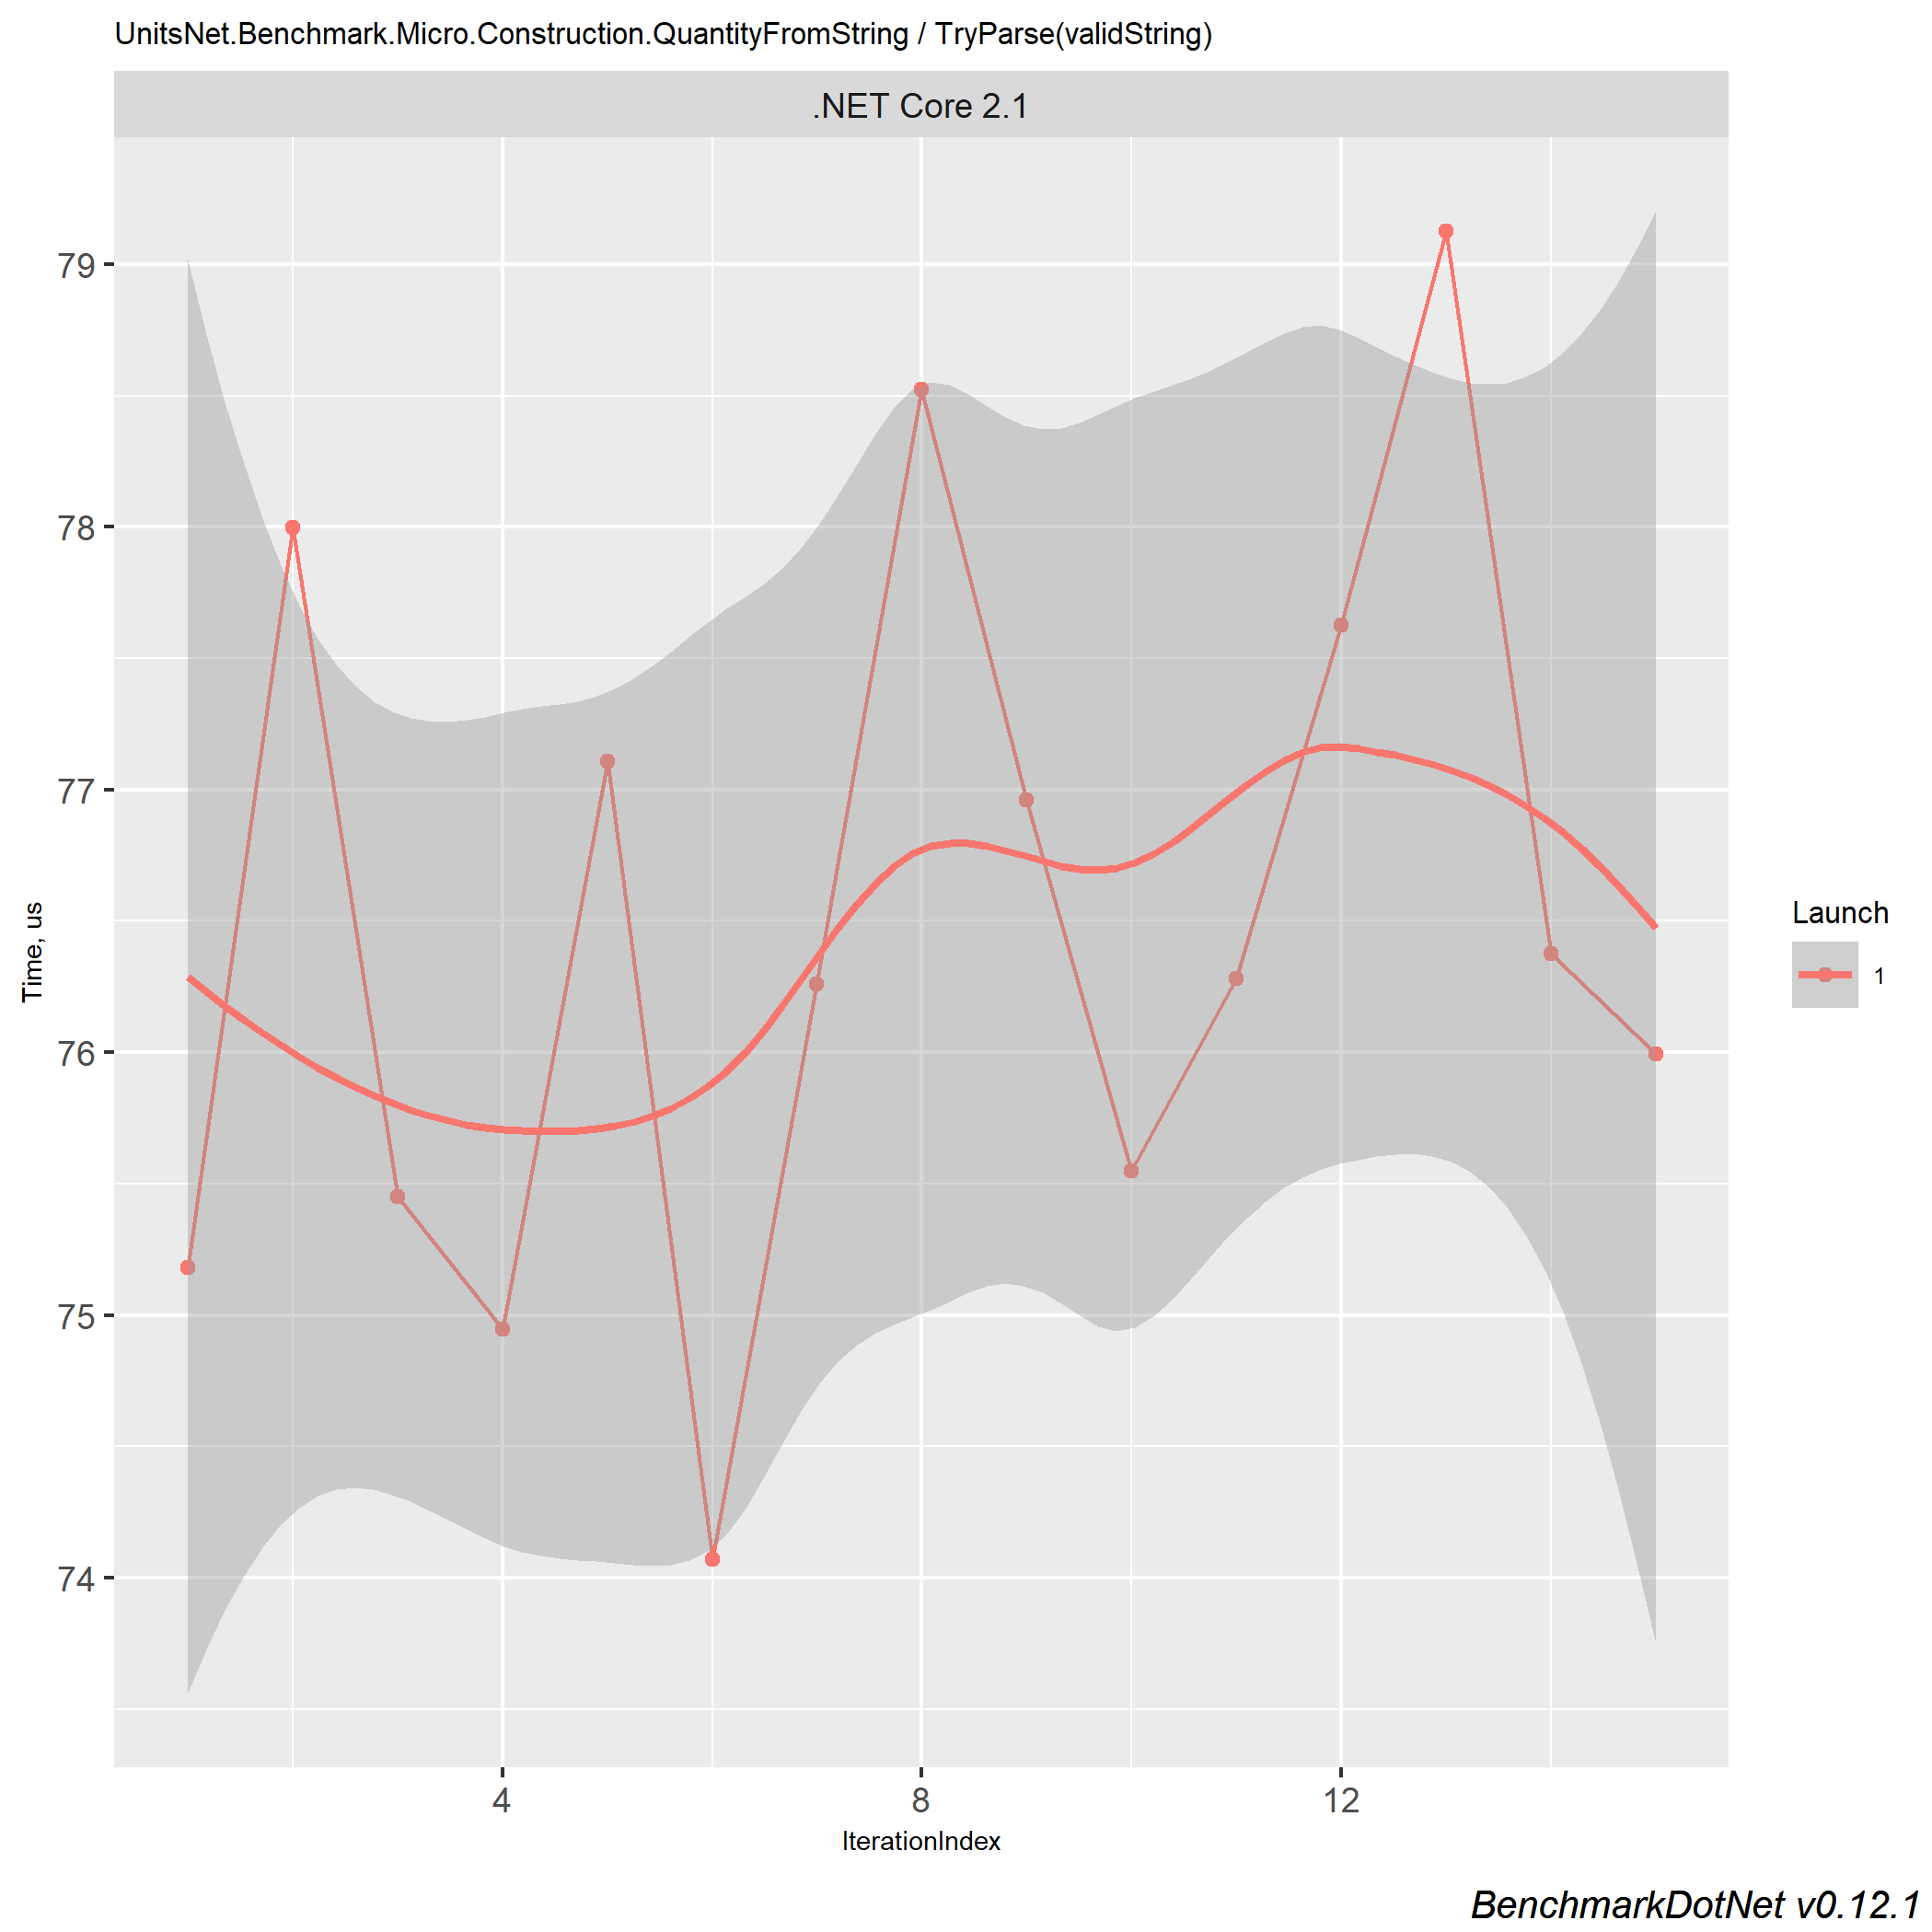 UnitsNet.Benchmark.Micro.Construction.QuantityFromString / TryParse(validString)
.NET Core 2.1
79
78
77
76
75
74
Time, us
4
8
12
IterationIndex
Launch
1
BenchmarkDotNet v0.12.1